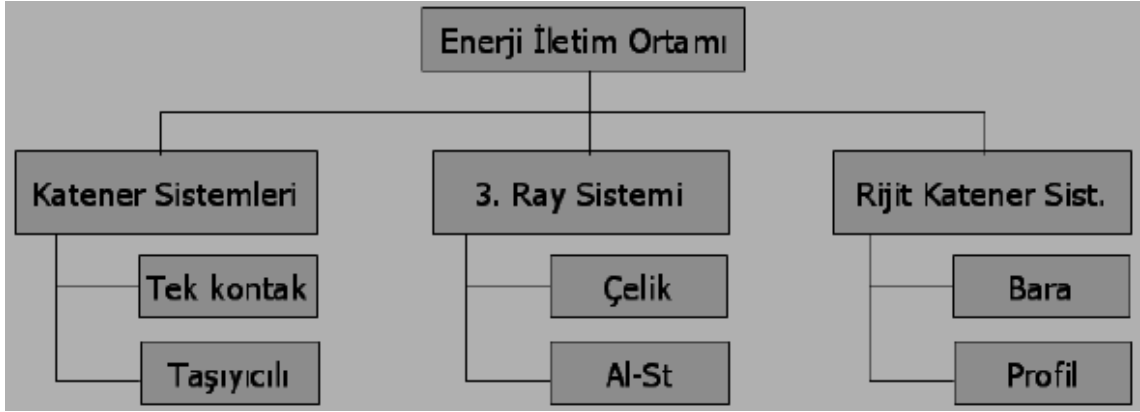 Enerji İletim Ortamı
Katener Sistemleri
3. Ray Sistemi
Rijit Katener Sist.
Tek kontak
Çelik
Bara
Taşıyıcılı
Al-St
Profil